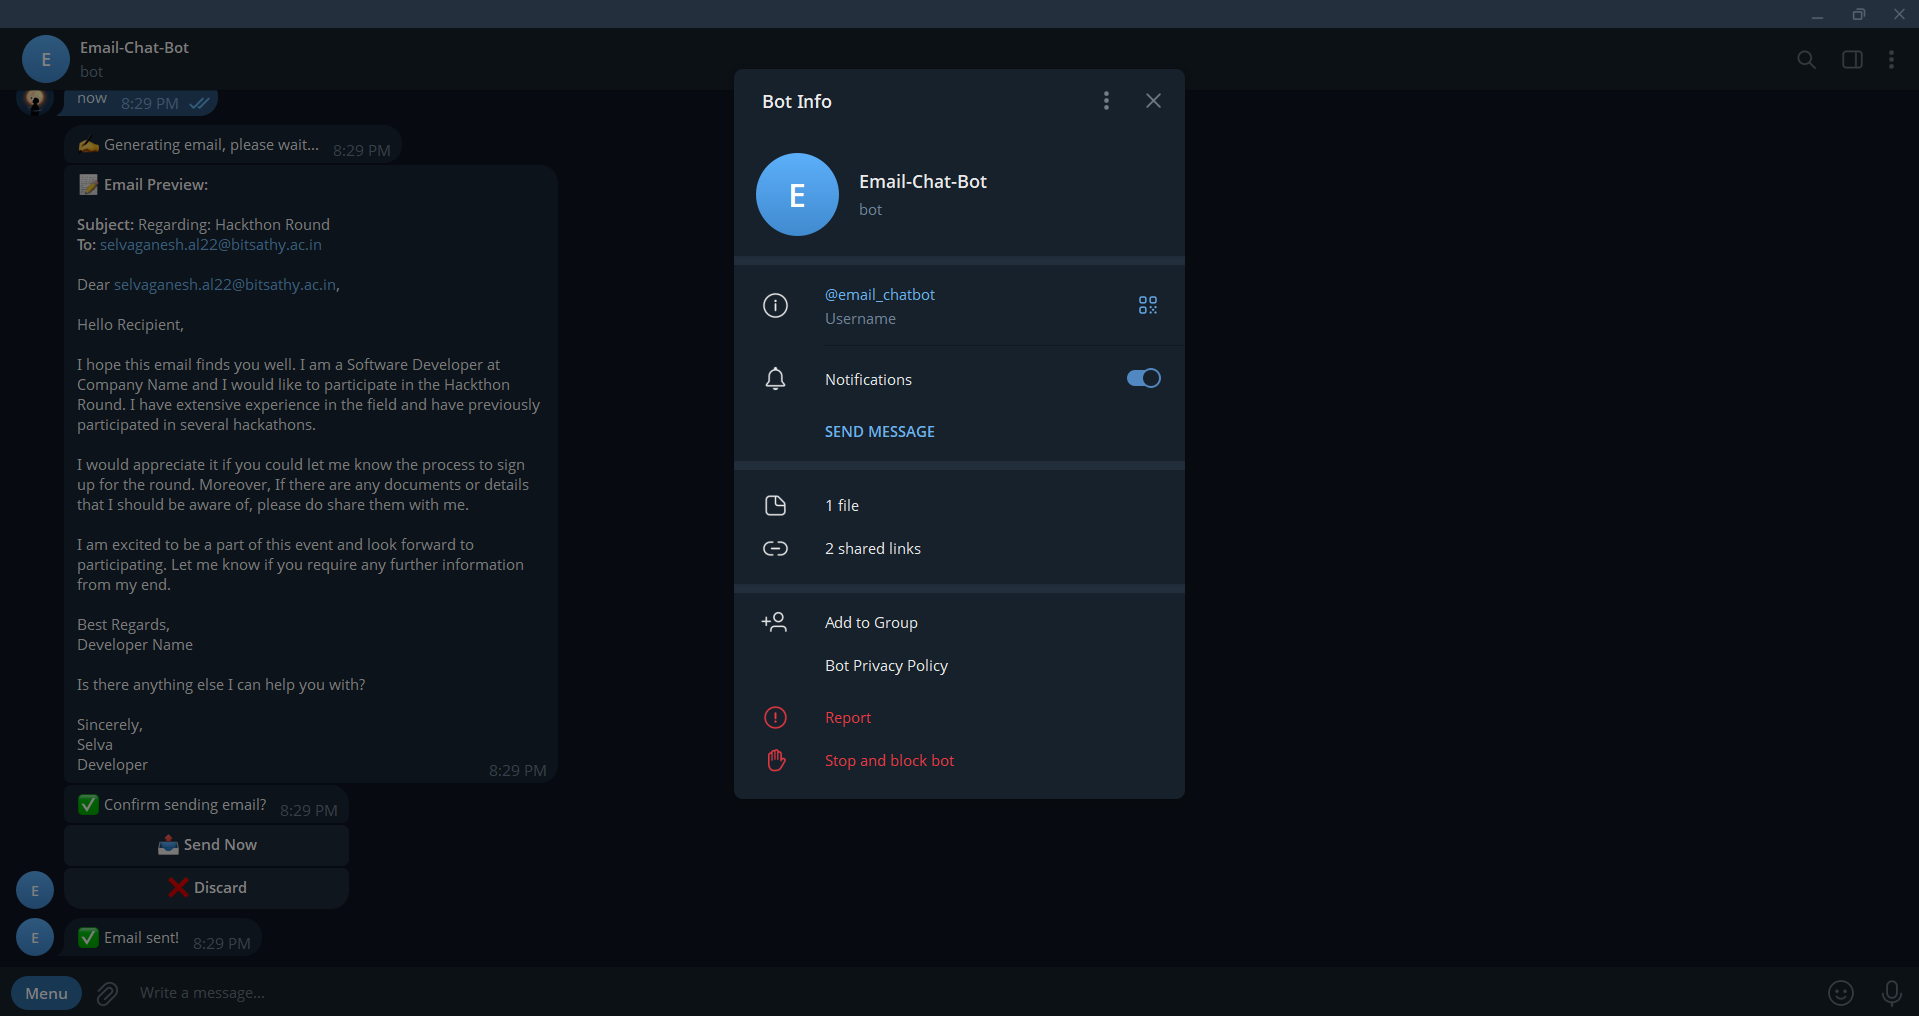 Email-Chat-Bot
bot
now 8:29 PM
✍️ Generating email, please wait... 8:29 PM
📝 Email Preview:
Subject: Regarding: Hackthon Round
To: selvaganesh.al22@bitsathy.ac.in
Dear selvaganesh.al22@bitsathy.ac.in,
Hello Recipient,
I hope this email finds you well. I am a Software Developer at
Company Name and I would like to participate in the Hackthon
Round. I have extensive experience in the field and have previously
participated in several hackathons.
I would appreciate it if you could let me know the process to sign
up for the round. Moreover, If there are any documents or details
that I should be aware of, please do share them with me.
I am excited to be a part of this event and look forward to
participating. Let me know if you require any further information
from my end.
Best Regards,
Developer Name
Is there anything else I can help you with?
Sincerely,
Selva
Developer
8:29 PM
✅ Confirm sending email? 8:29 PM
📤 Send Now
E
❌ Discard
E
✅ Email sent! 8:29 PM
Menu
Write a message...
E
Bot Info
E
Email-Chat-Bot
bot
@email_chatbot
Username
Notifications
SEND MESSAGE
1 file
2 shared links
Add to Group
Bot Privacy Policy
Report
Stop and block bot